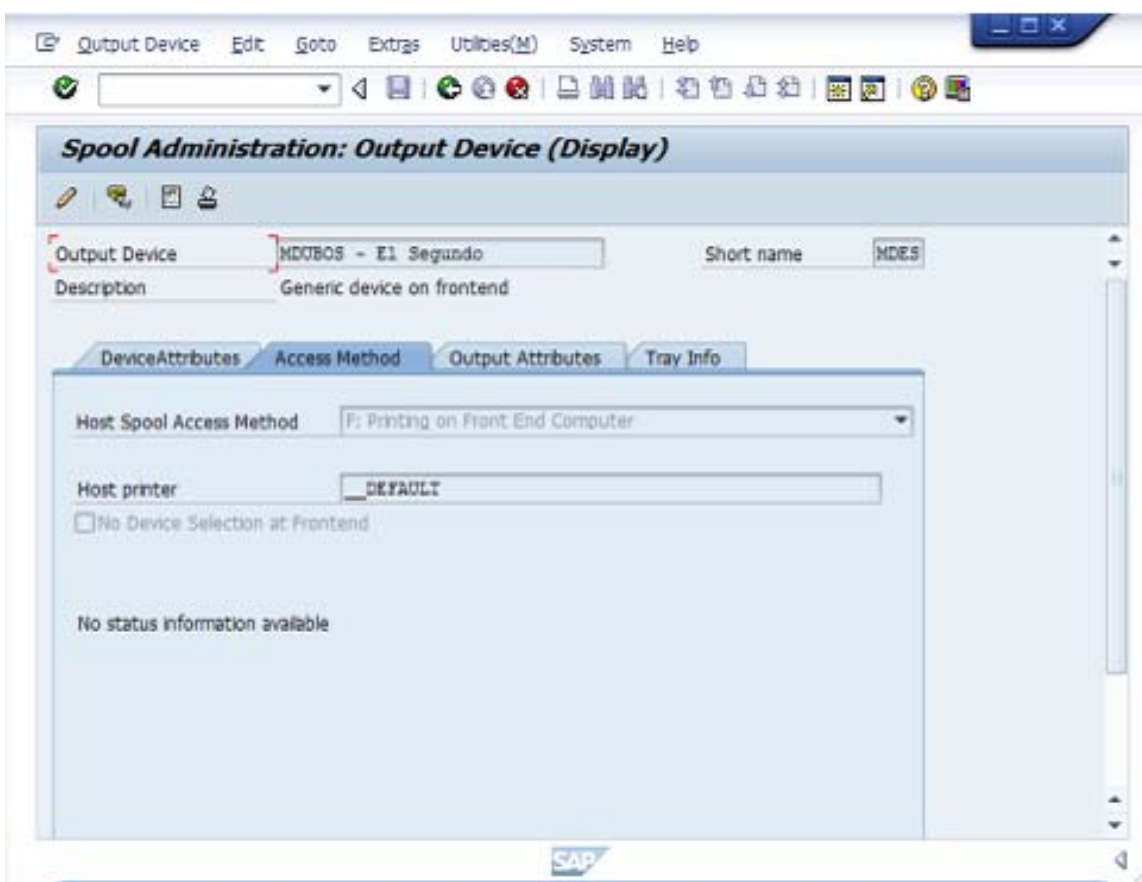 Output Device Edit Goto Extras Utilities(M) System Help
Spool Administration: Output Device (Display)
Output Device MDUBOS - El Segundo Short name MDES
Description Generic device on frontend
DeviceAttributes Access Method Output Attributes Tray Info
Host Spool Access Method F: Printing on Front End Computer
Host printer __DEFAULT
No Device Selection at Frontend
No status information available
SAP